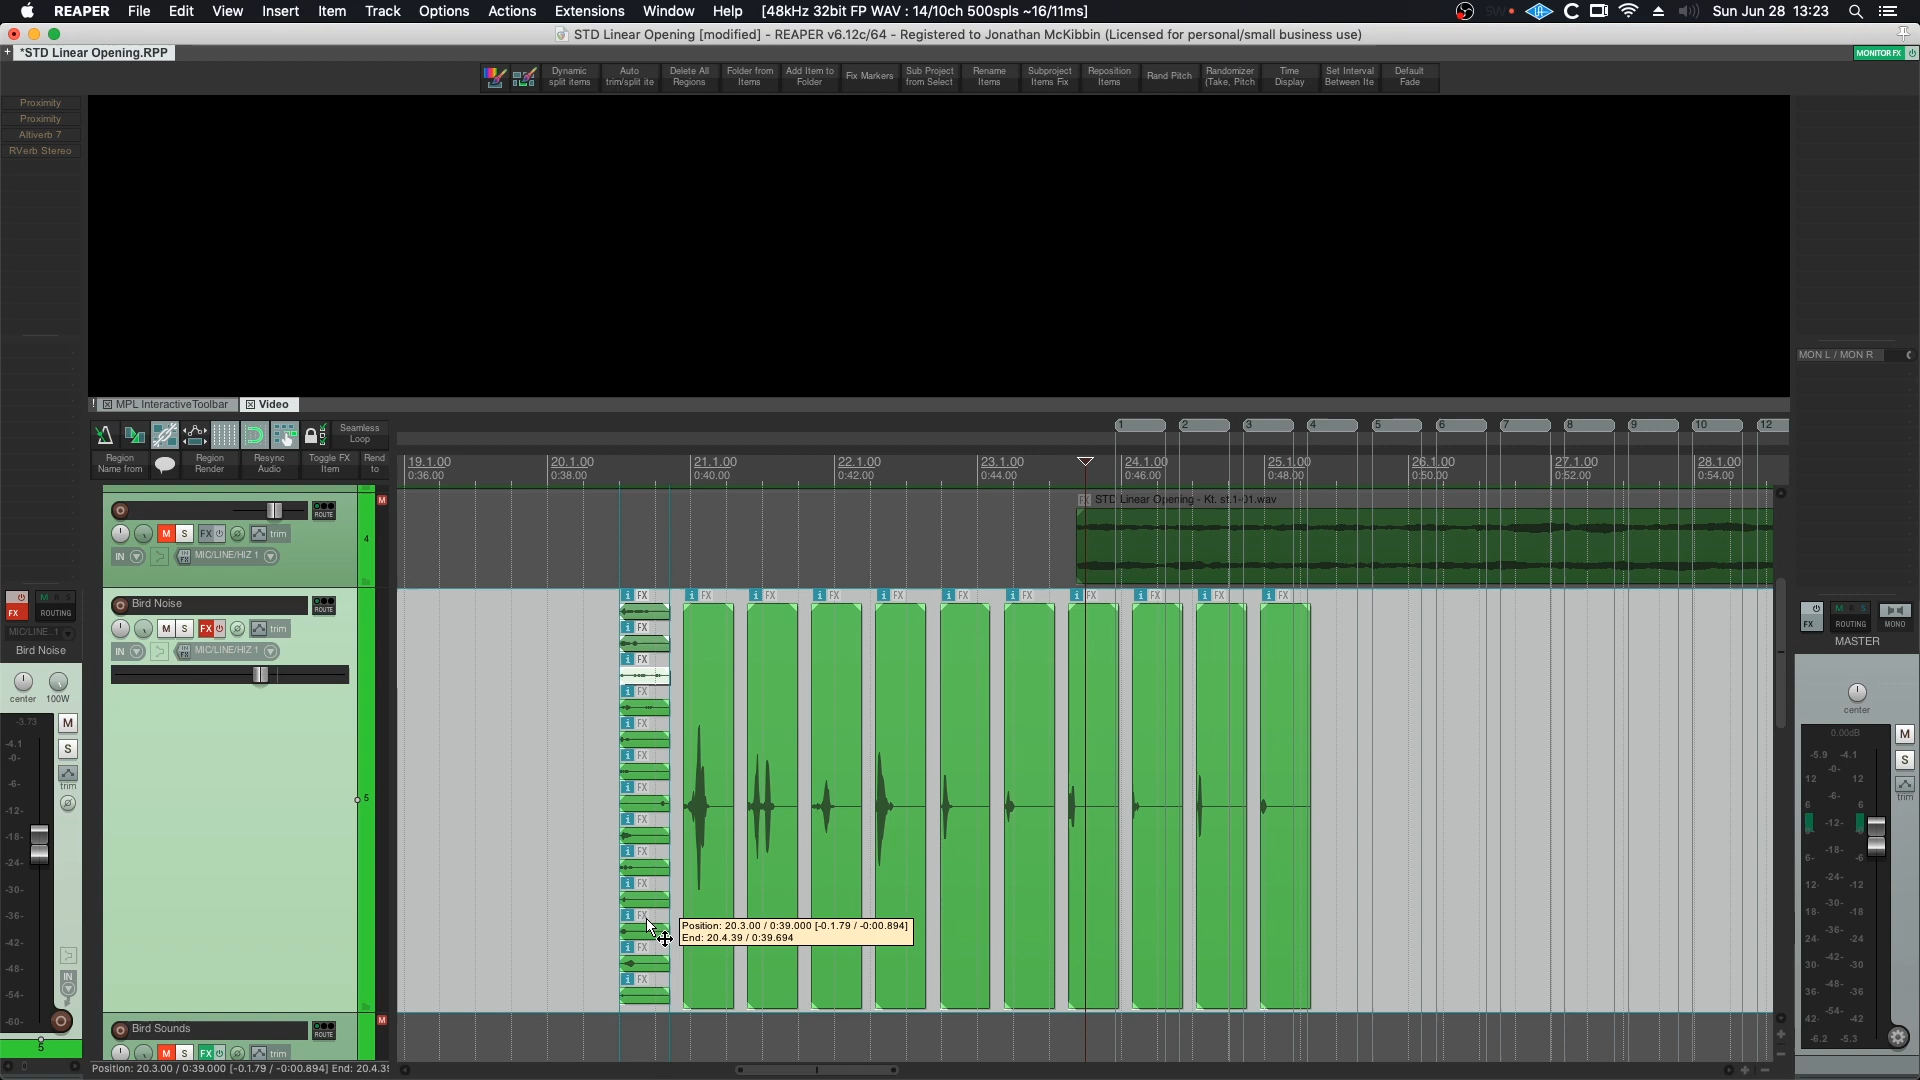 REAPER File Edit View Insert Item Track Options Actions Extensions Window Help [48kHz 32bit FP WAV : 14/10ch 500spls ~16/11ms] Sun Jun 28 13:23
STD Linear Opening [modified] - REAPER v6.12c/64 - Registered to Jonathan McKibbin (Licensed for personal/small business use)
+ *STD Linear Opening.RPP MONITOR FX
Dynamic split items
Auto trim/split ite
Delete All Regions
Folder from Items
Add Item to Folder
Fix Markers
Sub Project from Select
Rename Items
Subproject Items Fix
Reposition Items
Rand Pitch
Randomizer (Take, Pitch
Time Display
Set Interval Between Ite
Default Fade
Proximity
Proximity
Altiverb 7
RVerb Stereo
MON L / MON R
! MPL InteractiveToolbar Video
Seamless Loop
Region Name from
Region Render
Resync Audio
Toggle FX Item
Rend to
1 2 3 4 5 6 7 8 9 10 12
19.1.00 20.1.00 21.1.00 22.1.00 23.1.00 24.1.00 25.1.00 26.1.00 27.1.00 28.1.00
0:36.00 0:38.00 0:40.00 0:42.00 0:44.00 0:46.00 0:48.00 0:50.00 0:52.00 0:54.00
FX STD Linear Opening - Kt. st.1-01.wav
ROUTE
M
M S FX trim
4
IN MIC/LINE/HIZ 1
Bird Noise ROUTE
M S FX trim
IN MIC/LINE/HIZ 1
5
i FX i FX i FX i FX i FX i FX i FX i FX i FX i FX i FX
i FX
i FX
i FX
i FX
i FX
i FX
i FX
i FX
i FX
i FX
i FX
i FX
Position: 20.3.00 / 0:39.000 [-0.1.79 / -0:00.894]
End: 20.4.39 / 0:39.694
Bird Sounds ROUTE
M
M S FX trim
Position: 20.3.00 / 0:39.000 [-0.1.79 / -0:00.894] End: 20.4.39
FX M R S
ROUTING
MIC/LINE..1
Bird Noise
center 100W
-3.73 M
-4.1
-0-
S
-6-
trim
-12-
-18-
-24-
-30-
-36-
-42-
-48-
IN
-54-
-60-
5
FX M R S
ROUTING MONO
MASTER
center
0.00dB M
-5.9 -4.1
S
12 -0- 12
trim
6 -6- 6
-12-
6- -18- -6
12- -24- -12
18- -30- -18
24- -36- -24
30- -42- -30
36- -48- -36
42- -54- -42
-6.2 -5.3